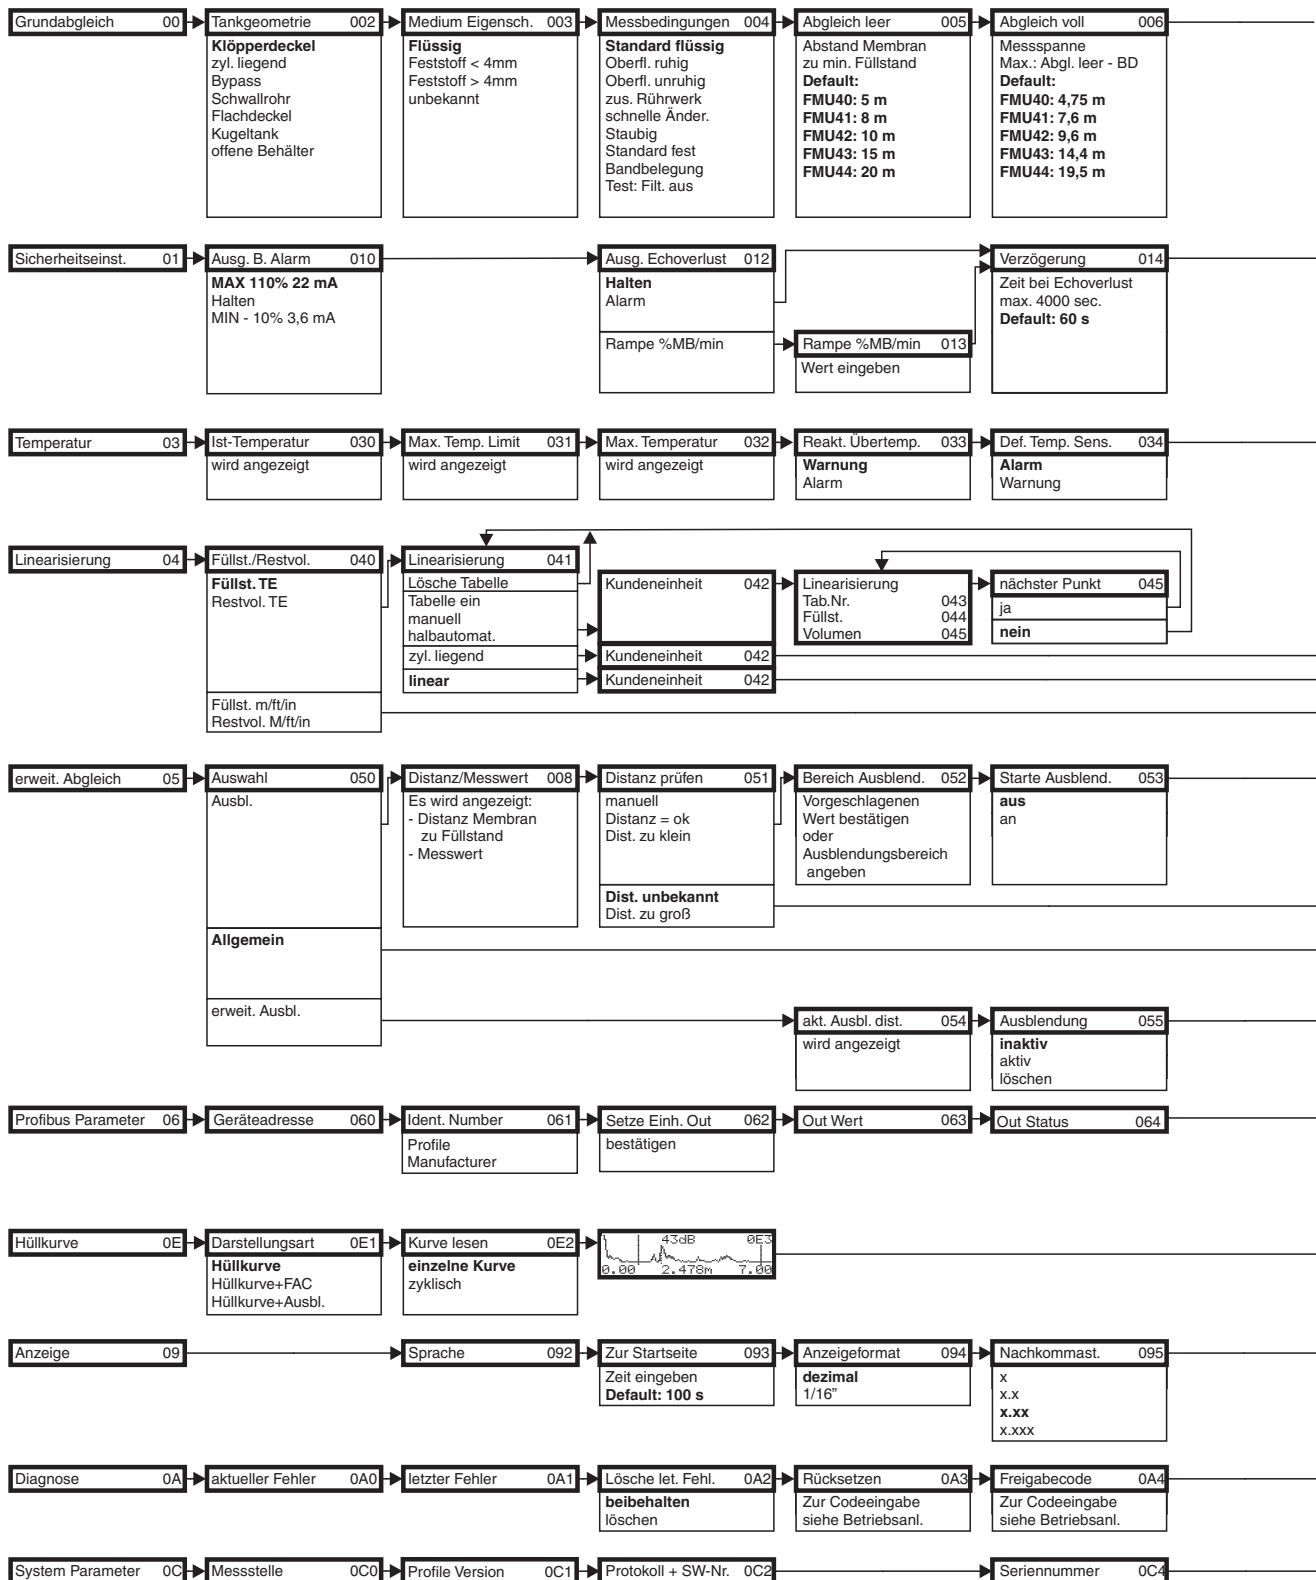 Grundabgleich 00
Tankgeometrie 002
Klöpperdeckel
zyl. liegend
Bypass
Schwallrohr
Flachdeckel
Kugeltank
offene Behälter
Medium Eigensch. 003
Flüssig
Feststoff < 4mm
Feststoff > 4mm
unbekannt
Messbedingungen 004
Standard flüssig
Oberfl. ruhig
Oberfl. unruhig
zus. Rührwerk
schnelle Änder.
Staubig
Standard fest
Bandbelegung
Test: Filt. aus
Abgleich leer 005
Abstand Membran
zu min. Füllstand
Default:
FMU40: 5 m
FMU41: 8 m
FMU42: 10 m
FMU43: 15 m
FMU44: 20 m
Abgleich voll 006
Messspanne
Max.: Abgl. leer - BD
Default:
FMU40: 4,75 m
FMU41: 7,6 m
FMU42: 9,6 m
FMU43: 14,4 m
FMU44: 19,5 m
Sicherheitseinst. 01
Ausg. B. Alarm 010
MAX 110% 22 mA
Halten
MIN - 10% 3,6 mA
Ausg. Echoverlust 012
Halten
Alarm
Rampe %MB/min
Rampe %MB/min 013
Wert eingeben
Verzögerung 014
Zeit bei Echoverlust
max. 4000 sec.
Default: 60 s
Temperatur 03
Ist-Temperatur 030
wird angezeigt
Max. Temp. Limit 031
wird angezeigt
Max. Temperatur 032
wird angezeigt
Reakt. Übertemp. 033
Warnung
Alarm
Def. Temp. Sens. 034
Alarm
Warnung
Linearisierung 04
Füllst./Restvol. 040
Füllst. TE
Restvol. TE
Füllst. m/ft/in
Restvol. M/ft/in
Linearisierung 041
Lösche Tabelle
Tabelle ein
manuell
halbautomat.
zyl. liegend
linear
Kundeneinheit 042
Kundeneinheit 042
Kundeneinheit 042
Linearisierung
Tab.Nr. 043
Füllst. 044
Volumen 045
nächster Punkt 045
ja
nein
erweit. Abgleich 05
Auswahl 050
Ausbl.
Allgemein
erweit. Ausbl.
Distanz/Messwert 008
Es wird angezeigt:
- Distanz Membran
zu Füllstand
- Messwert
Distanz prüfen 051
manuell
Distanz = ok
Dist. zu klein
Dist. unbekannt
Dist. zu groß
Bereich Ausblend. 052
Vorgeschlagenen
Wert bestätigen
oder
Ausblendungsbereich
angeben
Starte Ausblend. 053
aus
an
akt. Ausbl. dist. 054
wird angezeigt
Ausblendung 055
inaktiv
aktiv
löschen
Profibus Parameter 06
Geräteadresse 060
Ident. Number 061
Profile
Manufacturer
Setze Einh. Out 062
bestätigen
Out Wert 063
Out Status 064
Hüllkurve 0E
Darstellungsart 0E1
Hüllkurve
Hüllkurve+FAC
Hüllkurve+Ausbl.
Kurve lesen 0E2
einzelne Kurve
zyklisch
43dB 0E3
0.00 2.478m 7.00
Anzeige 09
Sprache 092
Zur Startseite 093
Zeit eingeben
Default: 100 s
Anzeigeformat 094
dezimal
1/16”
Nachkommast. 095
x
x.x
x.xx
x.xxx
Diagnose 0A
aktueller Fehler 0A0
letzter Fehler 0A1
Lösche let. Fehl. 0A2
beibehalten
löschen
Rücksetzen 0A3
Zur Codeeingabe
siehe Betriebsanl.
Freigabecode 0A4
Zur Codeeingabe
siehe Betriebsanl.
System Parameter 0C
Messstelle 0C0
Profile Version 0C1
Protokoll + SW-Nr. 0C2
Seriennummer 0C4